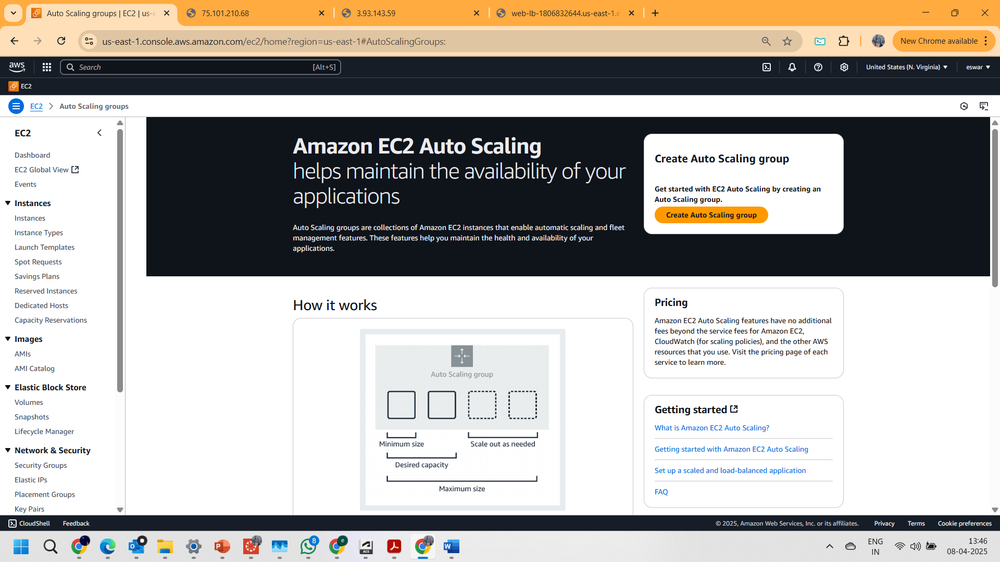 Auto Scaling groups | EC2 | us-e
75.101.210.68
3.93.143.59
web-lb-1806832644.us-east-1.e
us-east-1.console.aws.amazon.com/ec2/home?region=us-east-1#AutoScalingGroups:
New Chrome available
aws
Search
[Alt+S]
United States (N. Virginia)
eswar
EC2
EC2
Auto Scaling groups
EC2
Dashboard
EC2 Global View
Events
Instances
Instances
Instance Types
Launch Templates
Spot Requests
Savings Plans
Reserved Instances
Dedicated Hosts
Capacity Reservations
Images
AMIs
AMI Catalog
Elastic Block Store
Volumes
Snapshots
Lifecycle Manager
Network & Security
Security Groups
Elastic IPs
Placement Groups
Key Pairs
Amazon EC2 Auto Scaling
helps maintain the availability of your
applications
Auto Scaling groups are collections of Amazon EC2 instances that enable automatic scaling and fleet
management features. These features help you maintain the health and availability of your
applications.
Create Auto Scaling group
Get started with EC2 Auto Scaling by creating an
Auto Scaling group.
Create Auto Scaling group
How it works
Auto Scaling group
Minimum size
Scale out as needed
Desired capacity
Maximum size
Pricing
Amazon EC2 Auto Scaling features have no additional
fees beyond the service fees for Amazon EC2,
CloudWatch (for scaling policies), and the other AWS
resources that you use. Visit the pricing page of each
service to learn more.
Getting started
What is Amazon EC2 Auto Scaling?
Getting started with Amazon EC2 Auto Scaling
Set up a scaled and load-balanced application
FAQ
CloudShell
Feedback
© 2025, Amazon Web Services, Inc. or its affiliates.
Privacy
Terms
Cookie preferences
8
e
ACS
ENG
IN
13:46
08-04-2025